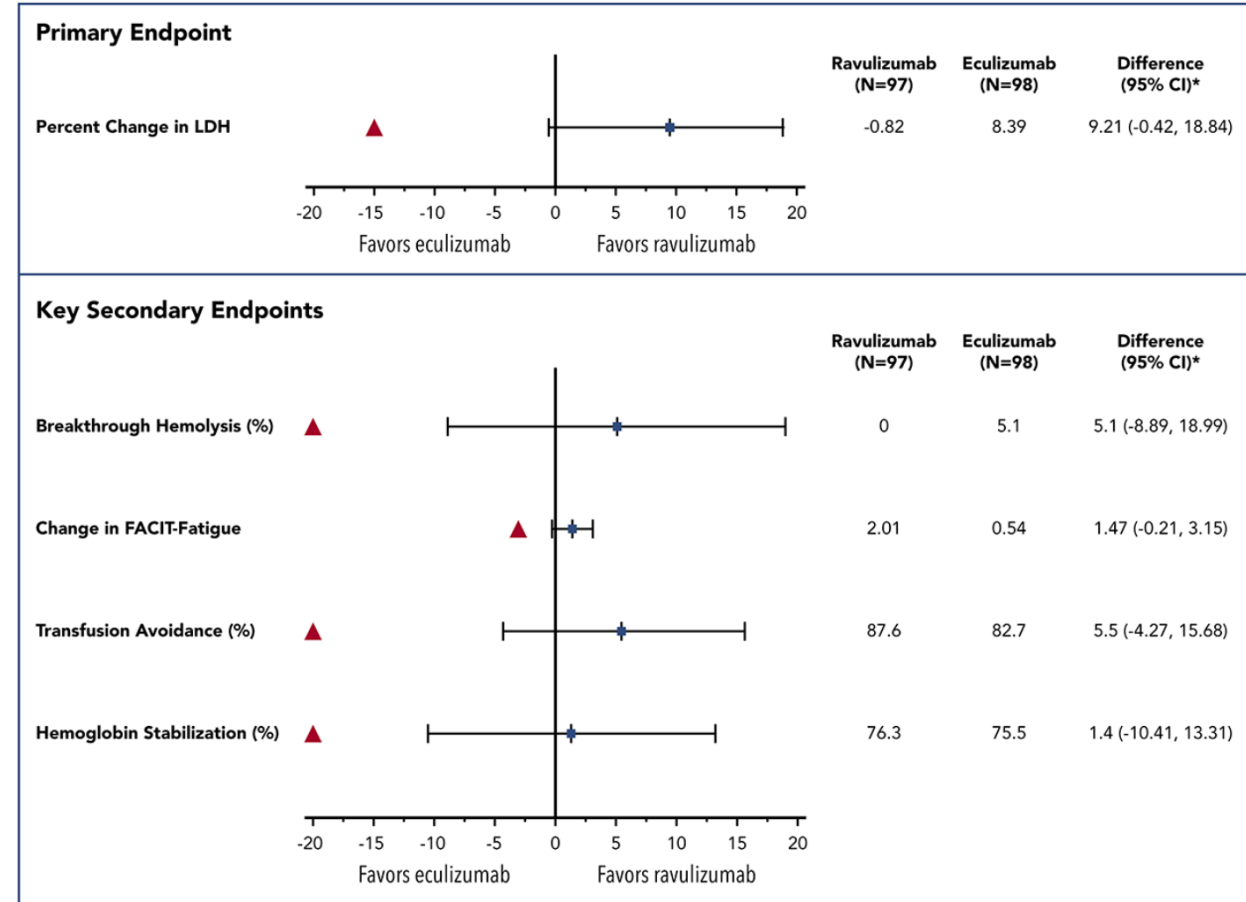 Primary Endpoint
Ravulizumab Eculizumab Difference
(N=97) (N=98) (95% CI)*
Percent Change in LDH -0.82 8.39 9.21 (-0.42, 18.84)
-20 -15 -10 -5 0 5 10 15 20
Favors eculizumab Favors ravulizumab
Key Secondary Endpoints
Ravulizumab Eculizumab Difference
(N=97) (N=98) (95% CI)*
Breakthrough Hemolysis (%) 0 5.1 5.1 (-8.89, 18.99)
Change in FACIT-Fatigue 2.01 0.54 1.47 (-0.21, 3.15)
Transfusion Avoidance (%) 87.6 82.7 5.5 (-4.27, 15.68)
Hemoglobin Stabilization (%) 76.3 75.5 1.4 (-10.41, 13.31)
-20 -15 -10 -5 0 5 10 15 20
Favors eculizumab Favors ravulizumab